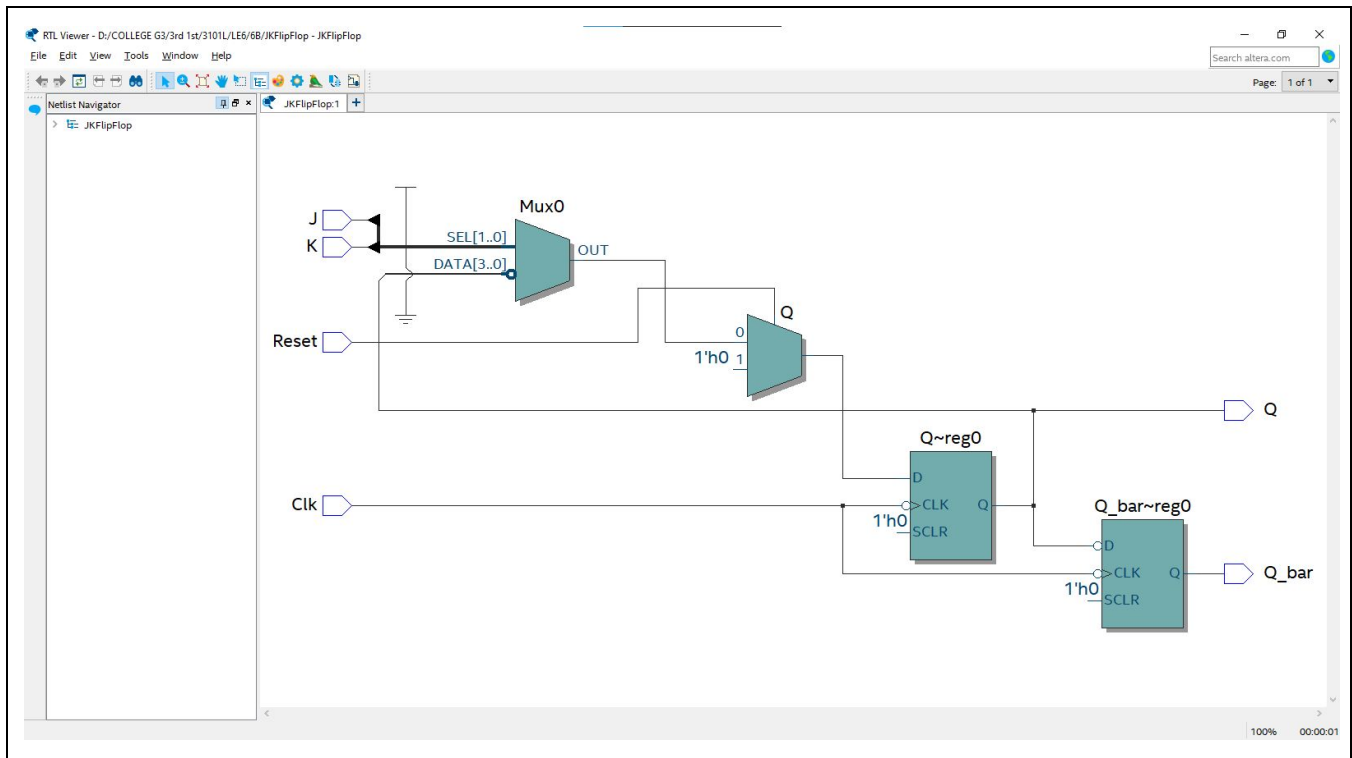 RTL Viewer - D:/COLLEGE G3/3rd 1st/3101L/LE6/6B/JKFlipFlop - JKFlipFlop
File Edit View Tools Window Help
Search altera.com
Page: 1 of 1
Netlist Navigator
JKFlipFlop:1
JKFlipFlop
Mux0
J
K
SEL[1..0]
DATA[3..0]
OUT
Reset
Q
0
1'h0 1
Q
Q~reg0
D
CLK Q
1'h0
SCLR
Clk
Q_bar~reg0
D
CLK Q
1'h0
SCLR
Q_bar
100% 00:00:01